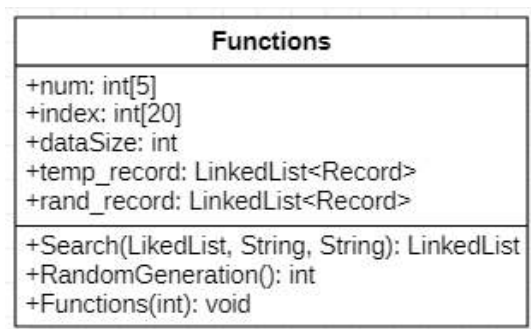 Functions
+num: int[5]
+index: int[20]
+dataSize: int
+temp_record: LinkedList<Record>
+rand_record: LinkedList<Record>
+Search(LikedList, String, String): LinkedList
+RandomGeneration(): int
+Functions(int): void